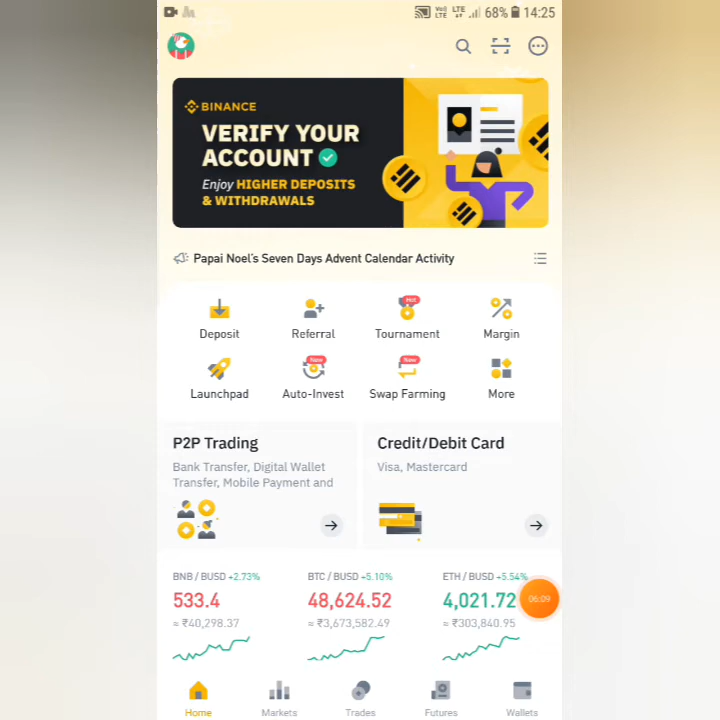 68% 14:25
BINANCE
VERIFY YOUR
ACCOUNT
Enjoy HIGHER DEPOSITS
& WITHDRAWALS
Papai Noel's Seven Days Advent Calendar Activity
Hot
Deposit Referral Tournament Margin
New New
Launchpad Auto-Invest Swap Farming More
P2P Trading
Bank Transfer, Digital Wallet
Transfer, Mobile Payment and
Credit/Debit Card
Visa, Mastercard
BNB / BUSD +2.73% BTC / BUSD +5.10% ETH / BUSD +5.54%
533.4 48,624.52 4,021.72 06:09
≈ ₹40,298.37 ≈ ₹3,673,582.49 ≈ ₹303,840.95
Home Markets Trades Futures Wallets